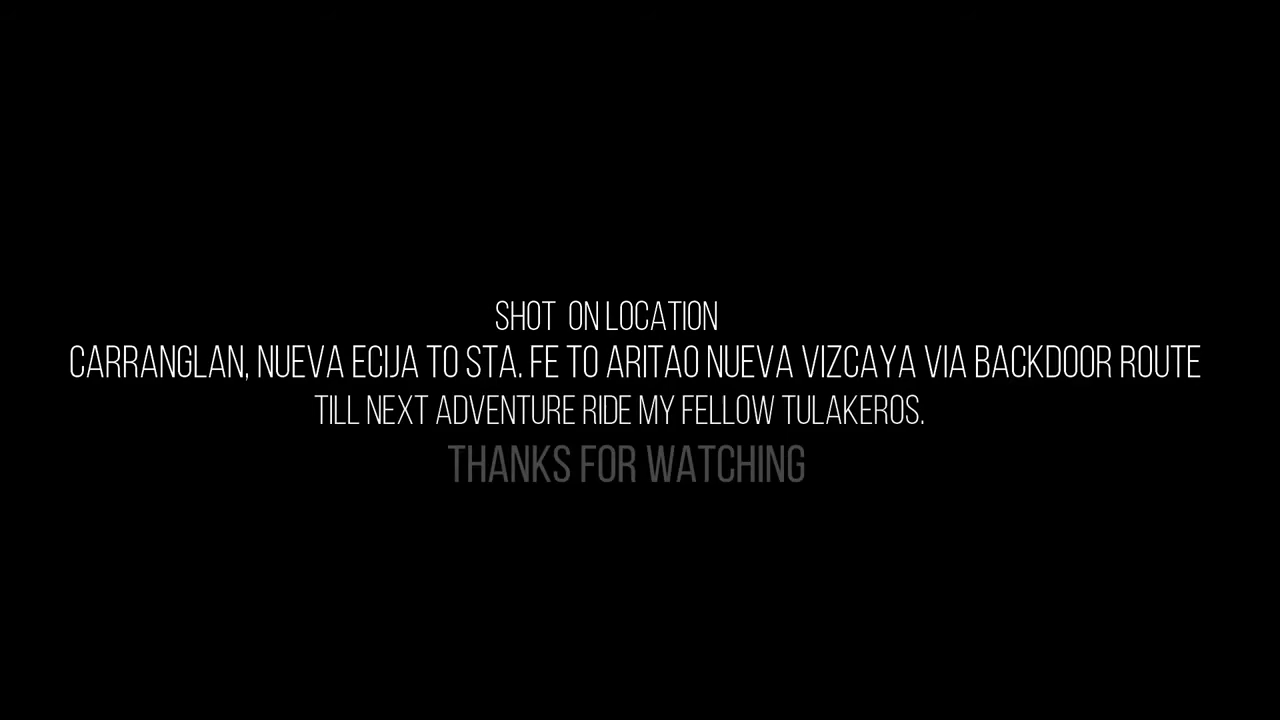 SHOT ON LOCATION
CARRANGLAN, NUEVA ECIJA TO STA. FE TO ARITAO NUEVA VIZCAYA VIA BACKDOOR ROUTE
TILL NEXT ADVENTURE RIDE MY FELLOW TULAKEROS.
THANKS FOR WATCHING